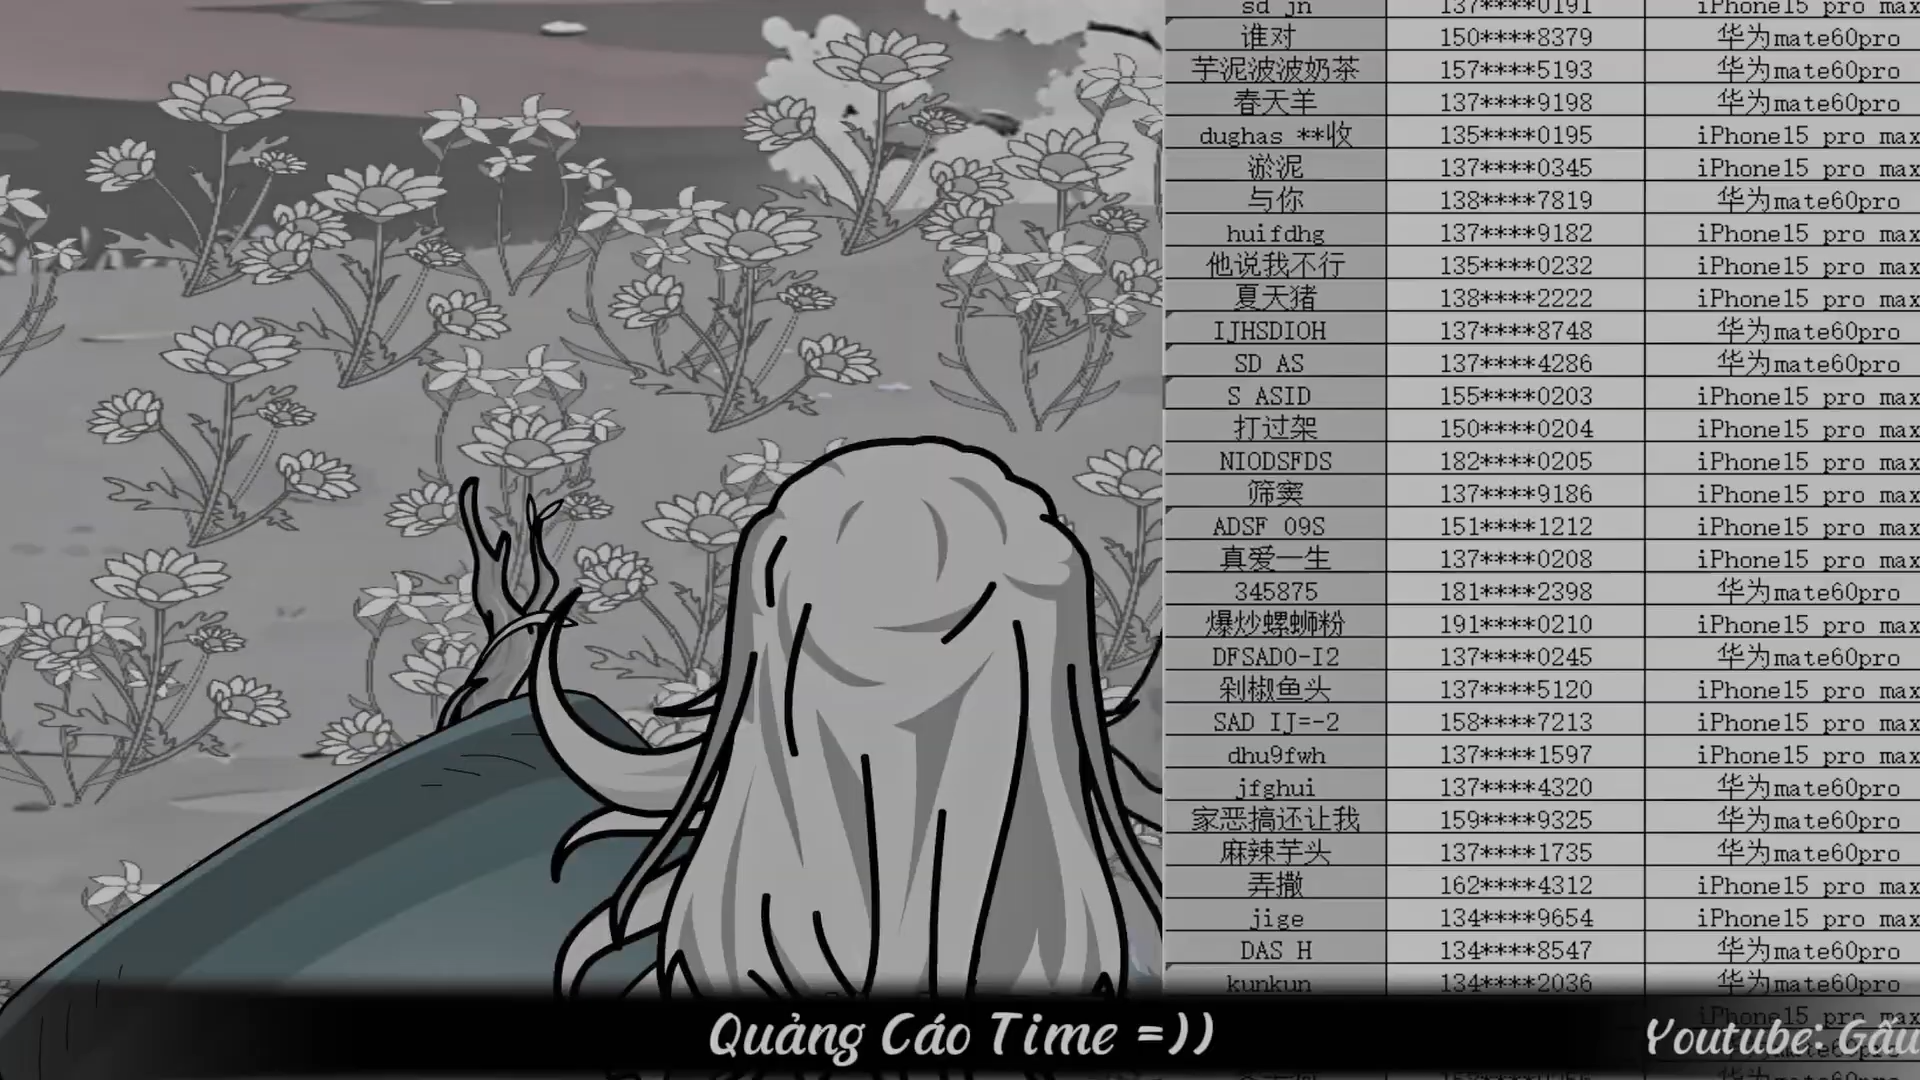 sd jn 137****0191 iPhone15 pro max
谁对 150****8379 华为mate60pro
芋泥波波奶茶 157****5193 华为mate60pro
春天羊 137****9198 华为mate60pro
dughas **收 135****0195 iPhone15 pro max
淤泥 137****0345 iPhone15 pro max
与你 138****7819 华为mate60pro
huifdhg 137****9182 iPhone15 pro max
他说我不行 135****0232 iPhone15 pro max
夏天猪 138****2222 iPhone15 pro max
IJHSDIOH 137****8748 华为mate60pro
SD AS 137****4286 华为mate60pro
S ASID 155****0203 iPhone15 pro max
打过架 150****0204 iPhone15 pro max
NIODSFDS 182****0205 iPhone15 pro max
筛窦 137****9186 iPhone15 pro max
ADSF 09S 151****1212 iPhone15 pro max
真爱一生 137****0208 iPhone15 pro max
345875 181****2398 华为mate60pro
爆炒螺蛳粉 191****0210 iPhone15 pro max
DFSADO-I2 137****0245 华为mate60pro
剁椒鱼头 137****5120 iPhone15 pro max
SAD IJ=-2 158****7213 iPhone15 pro max
dhu9fwh 137****1597 iPhone15 pro max
jfghui 137****4320 华为mate60pro
家恶搞还让我 159****9325 华为mate60pro
麻辣芋头 137****1735 华为mate60pro
弄撒 162****4312 iPhone15 pro max
jige 134****9654 iPhone15 pro max
DAS H 134****8547 华为mate60pro
kunkun 134****2036 华为mate60pro
iPhone15 pro max
Quảng Cáo Time =))
Youtube: Gấu